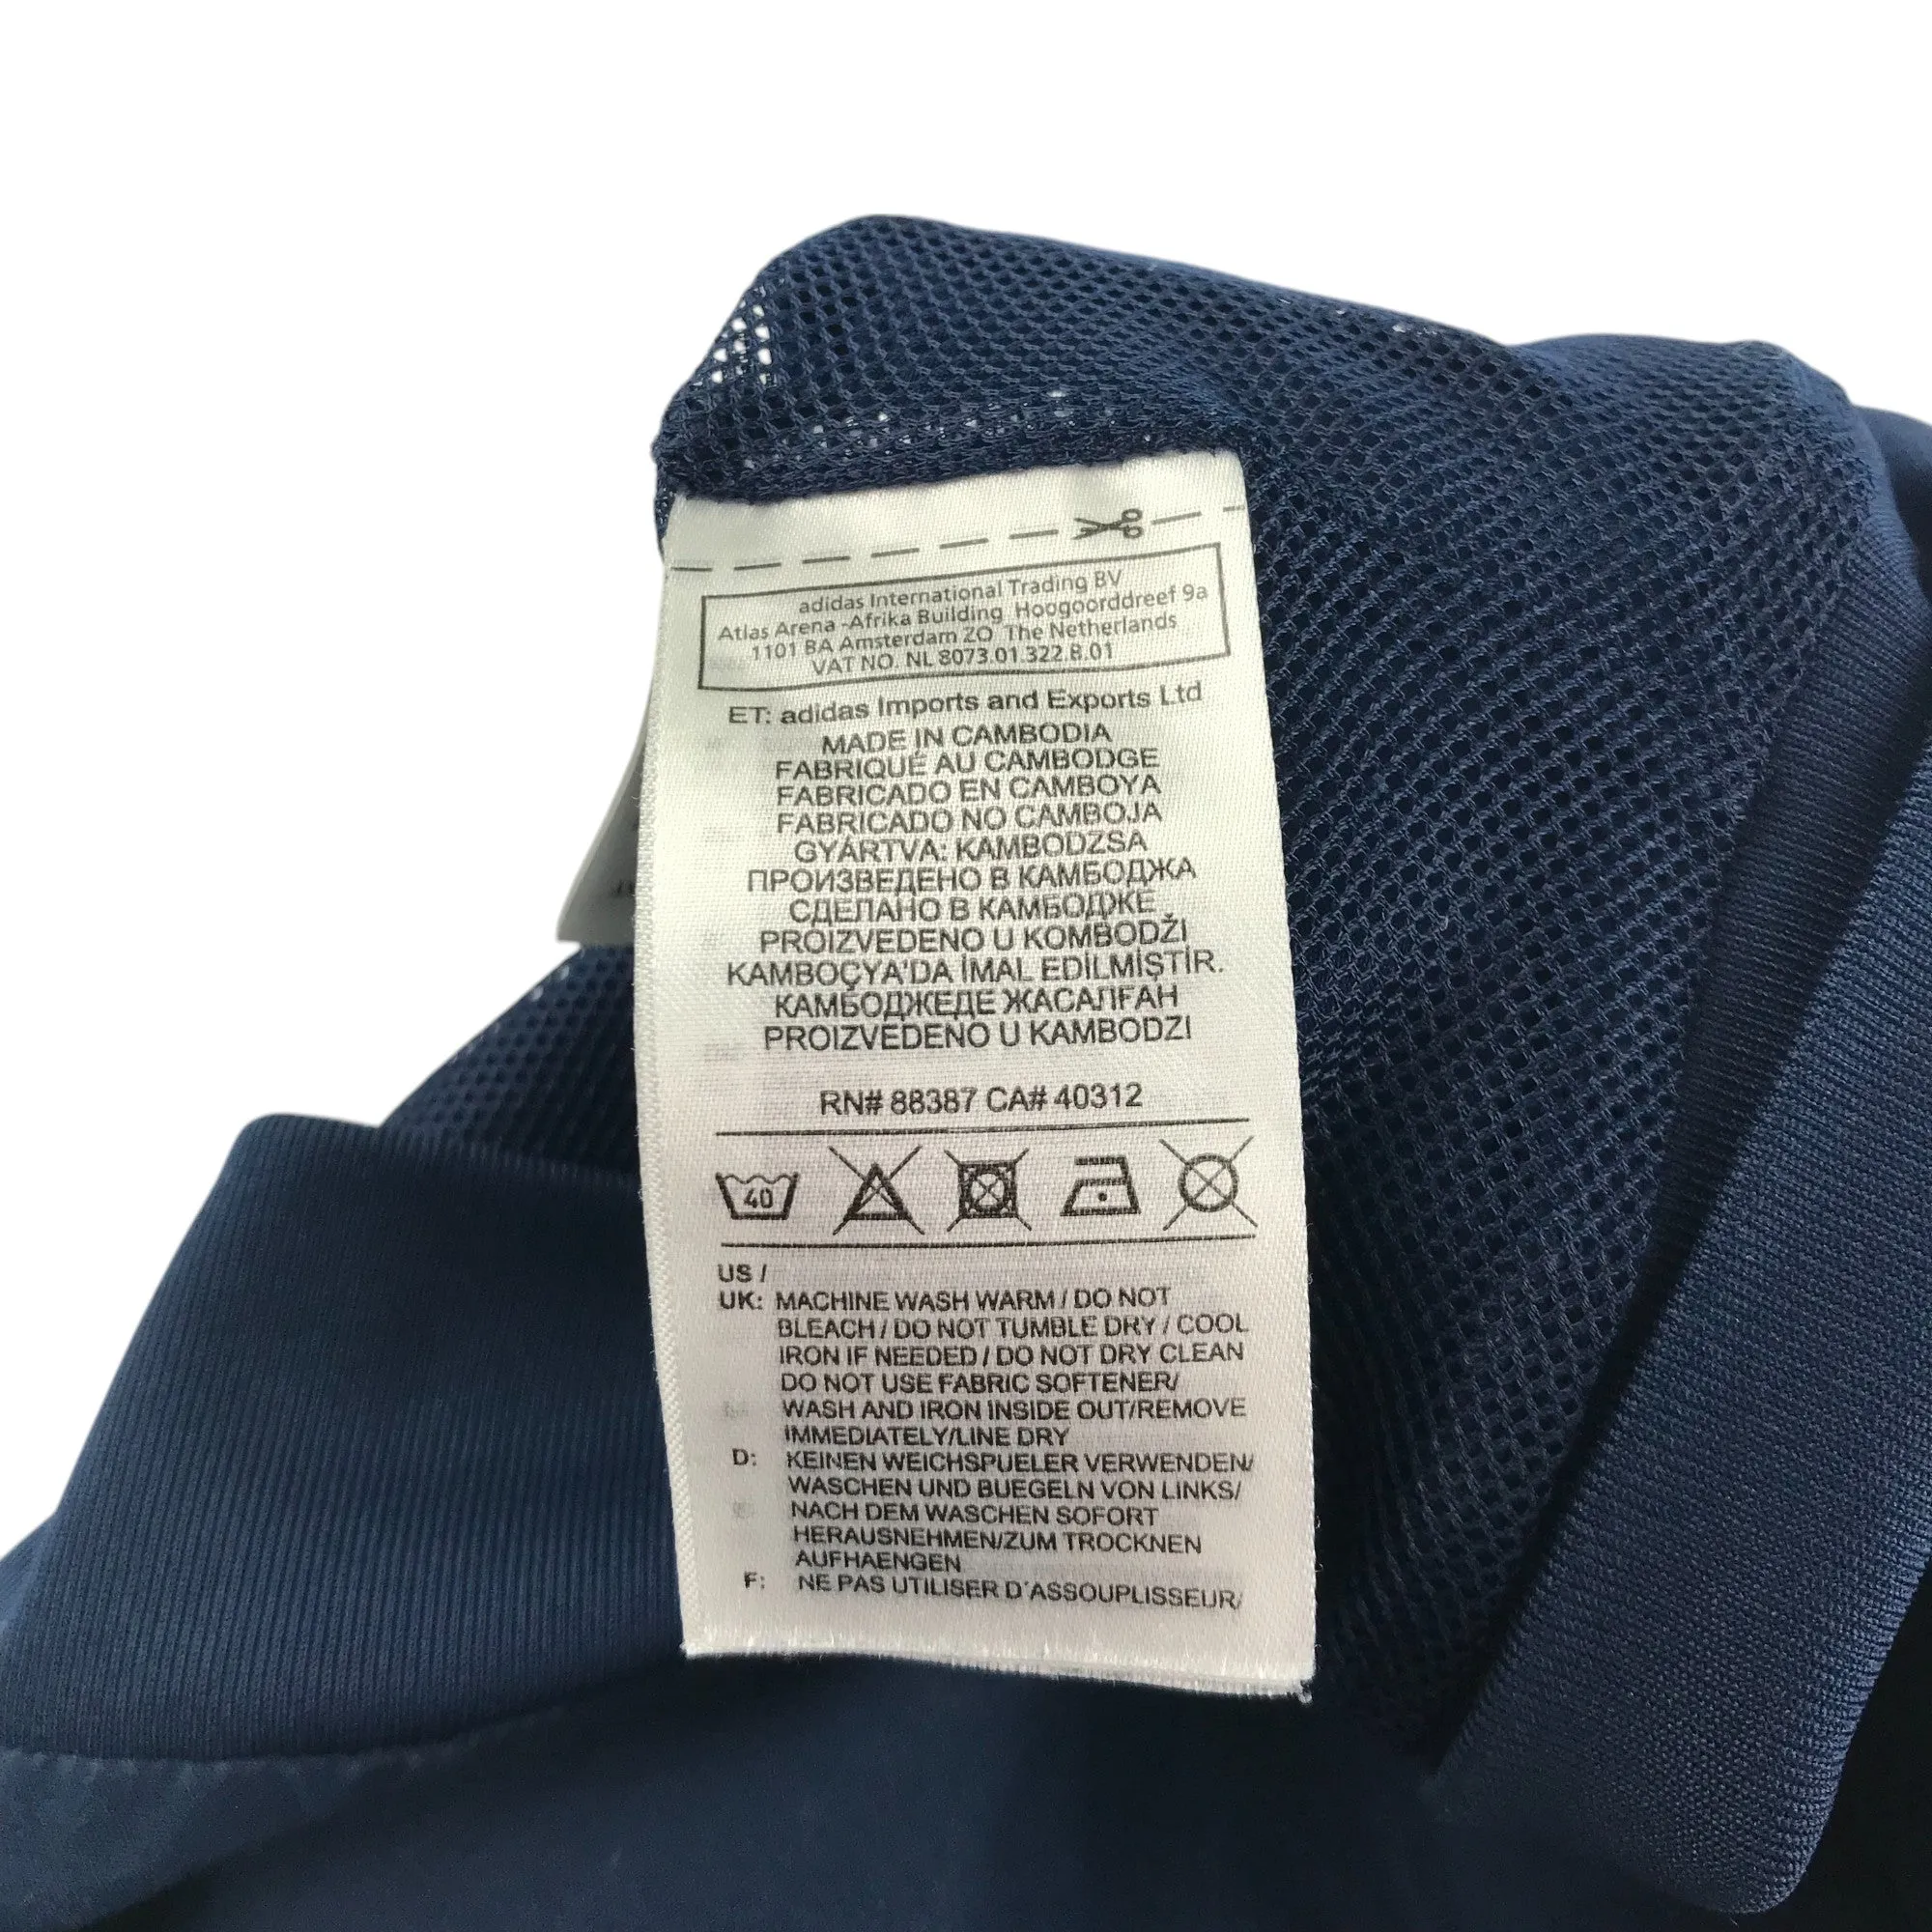 adidas International Trading BV
Atlas Arena -Afrika Building Hoogoorddreef 9a
1101 BA Amsterdam ZO The Netherlands
VAT NO. NL 8073.01.322.B.01
ET: adidas Imports and Exports Ltd
MADE IN CAMBODIA
FABRIQUÉ AU CAMBODGE
FABRICADO EN CAMBOYA
FABRICADO NO CAMBOJA
GYÁRTVA: KAMBODZSA
ПРОИЗВЕДЕНО В КАМБОДЖА
СДЕЛАНО В КАМБОДЖЕ
PROIZVEDENO U KOMBODŽI
KAMBOÇYA'DA İMAL EDİLMİŞTİR.
КАМБОДЖЕДЕ ЖАСАЛҒАН
PROIZVEDENO U KAMBODZI
RN# 88387 CA# 40312
40
US /
UK: MACHINE WASH WARM / DO NOT
BLEACH / DO NOT TUMBLE DRY / COOL
IRON IF NEEDED / DO NOT DRY CLEAN
DO NOT USE FABRIC SOFTENER/
WASH AND IRON INSIDE OUT/REMOVE
IMMEDIATELY/LINE DRY
D: KEINEN WEICHSPUELER VERWENDEN/
WASCHEN UND BUEGELN VON LINKS/
NACH DEM WASCHEN SOFORT
HERAUSNEHMEN/ZUM TROCKNEN
AUFHAENGEN
F: NE PAS UTILISER D'ASSOUPLISSEUR/